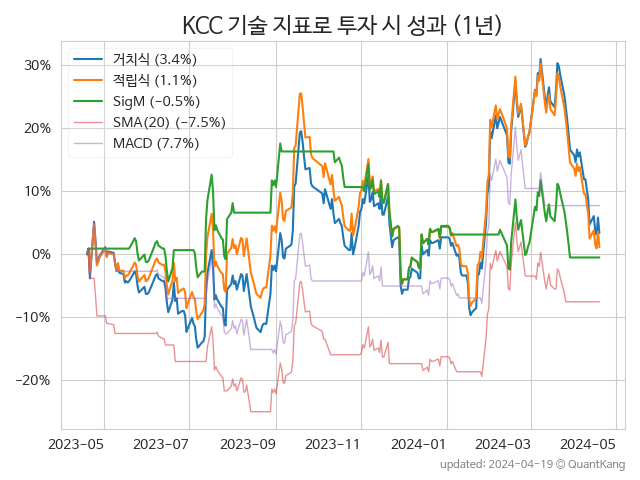 KCC 기술 지표로 투자 시 성과 (1년)
거치식 (3.4%)
적립식 (1.1%)
SigM (−0.5%)
SMA(20) (−7.5%)
MACD (7.7%)
30%
20%
10%
0%
−10%
−20%
2023−05 2023−07 2023−09 2023−11 2024−01 2024−03 2024−05
updated: 2024−04−19 © QuantKang